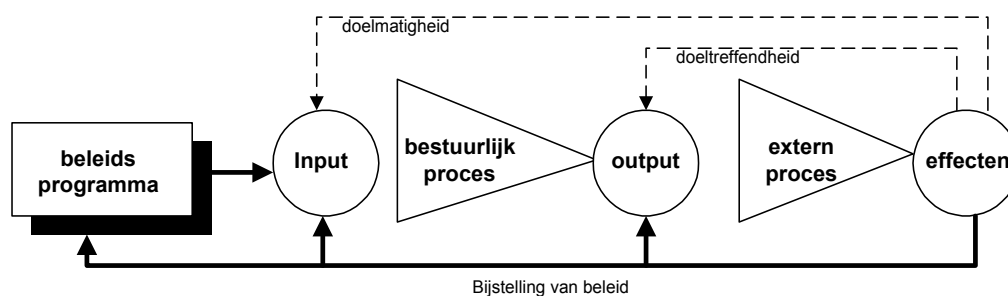 doelmatigheid
doeltreffendheid
beleids
programma
Input
bestuurlijk
proces
output
extern
proces
effecten
Bijstelling van beleid